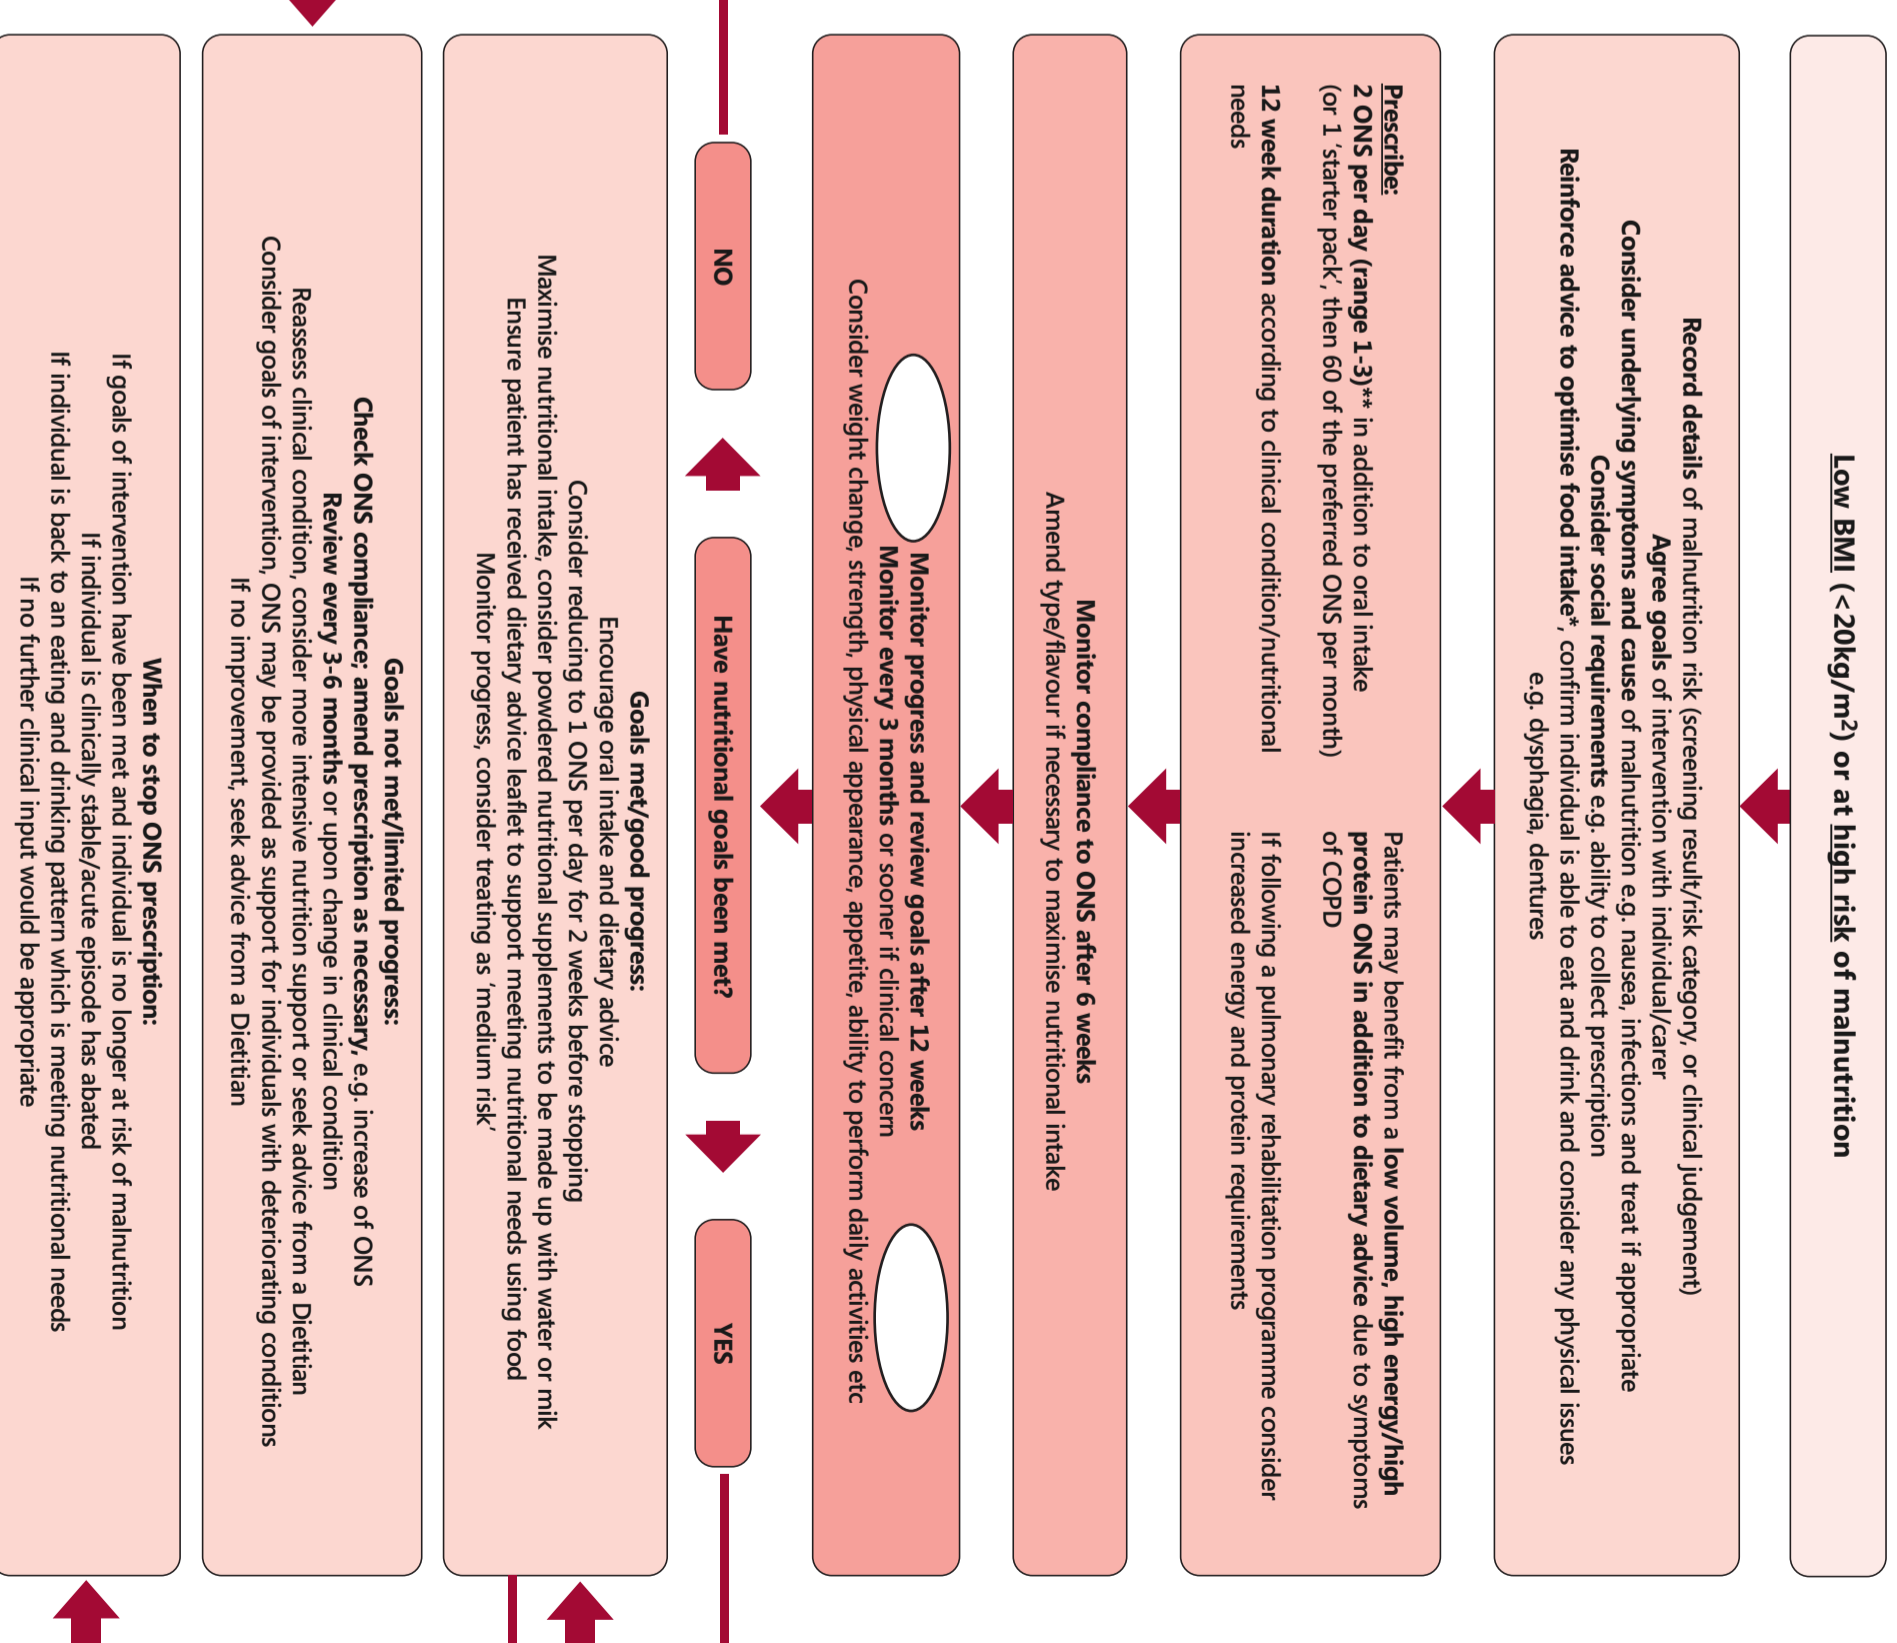 Low BMI (<20kg/m²) or at high risk of malnutrition
Record details of malnutrition risk (screening result/risk category, or clinical judgement)
Agree goals of intervention with individual/carer
Consider underlying symptoms and cause of malnutrition e.g. nausea, infections and treat if appropriate
Consider social requirements e.g. ability to collect prescription
Reinforce advice to optimise food intake*, confirm individual is able to eat and drink and consider any physical issues
e.g. dysphagia, dentures
Prescribe:
2 ONS per day (range 1-3)** in addition to oral intake
(or 1 ‘starter pack’, then 60 of the preferred ONS per month)
12 week duration according to clinical condition/nutritional
needs
Patients may benefit from a low volume, high energy/high
protein ONS in addition to dietary advice due to symptoms
of COPD
If following a pulmonary rehabilitation programme consider
increased energy and protein requirements
Monitor compliance to ONS after 6 weeks
Amend type/flavour if necessary to maximise nutritional intake
Monitor progress and review goals after 12 weeks
Monitor every 3 months or sooner if clinical concern
Consider weight change, strength, physical appearance, appetite, ability to perform daily activities etc
NO
Have nutritional goals been met?
YES
Goals met/good progress:
Encourage oral intake and dietary advice
Consider reducing to 1 ONS per day for 2 weeks before stopping
Maximise nutritional intake, consider powdered nutritional supplements to be made up with water or mik
Ensure patient has received dietary advice leaflet to support meeting nutritional needs using food
Monitor progress, consider treating as ‘medium risk’
Goals not met/limited progress:
Check ONS compliance; amend prescription as necessary, e.g. increase of ONS
Review every 3-6 months or upon change in clinical condition
Reassess clinical condition, consider more intensive nutrition support or seek advice from a Dietitian
Consider goals of intervention, ONS may be provided as support for individuals with deteriorating conditions
If no improvement, seek advice from a Dietitian
When to stop ONS prescription:
If goals of intervention have been met and individual is no longer at risk of malnutrition
If individual is clinically stable/acute episode has abated
If individual is back to an eating and drinking pattern which is meeting nutritional needs
If no further clinical input would be appropriate